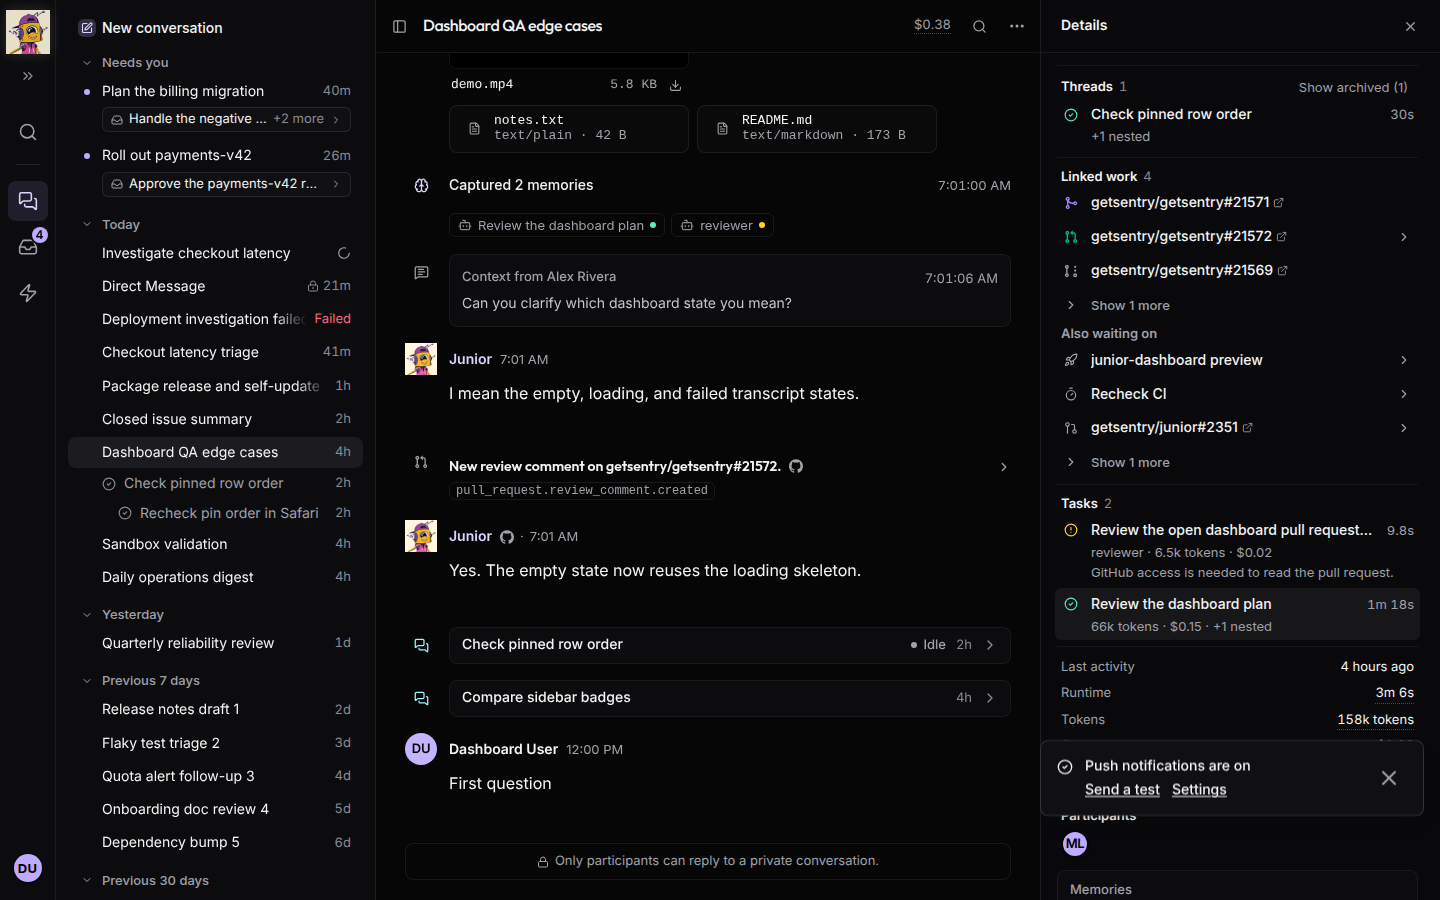 New conversation
Needs you
Plan the billing migration 40m
Handle the negative ... +2 more
Roll out payments-v42 26m
Approve the payments-v42 r...
Today
4
Investigate checkout latency
Direct Message 21m
Deployment investigation failed Failed
Checkout latency triage 41m
Package release and self-update 1h
Closed issue summary 2h
Dashboard QA edge cases 4h
Check pinned row order 2h
Recheck pin order in Safari 2h
Sandbox validation 4h
Daily operations digest 4h
Yesterday
Quarterly reliability review 1d
Previous 7 days
Release notes draft 1 2d
Flaky test triage 2 3d
Quota alert follow-up 3 4d
Onboarding doc review 4 5d
Dependency bump 5 6d
DU
Previous 30 days
Dashboard QA edge cases $0.38
demo.mp4 5.8 KB
notes.txt
text/plain · 42 B
README.md
text/markdown · 173 B
Captured 2 memories 7:01:00 AM
Review the dashboard plan
reviewer
Context from Alex Rivera 7:01:06 AM
Can you clarify which dashboard state you mean?
Junior 7:01 AM
I mean the empty, loading, and failed transcript states.
New review comment on getsentry/getsentry#21572.
pull_request.review_comment.created
Junior · 7:01 AM
Yes. The empty state now reuses the loading skeleton.
Check pinned row order Idle 2h
Compare sidebar badges 4h
DU Dashboard User 12:00 PM
First question
Only participants can reply to a private conversation.
Details
Threads 1 Show archived (1)
Check pinned row order 30s
+1 nested
Linked work 4
getsentry/getsentry#21571
getsentry/getsentry#21572
getsentry/getsentry#21569
Show 1 more
Also waiting on
junior-dashboard preview
Recheck CI
getsentry/junior#2351
Show 1 more
Tasks 2
Review the open dashboard pull request... 9.8s
reviewer · 6.5k tokens · $0.02
GitHub access is needed to read the pull request.
Review the dashboard plan 1m 18s
66k tokens · $0.15 · +1 nested
Last activity 4 hours ago
Runtime 3m 6s
Tokens 158k tokens
Push notifications are on
Send a test Settings
Participants
ML
Memories